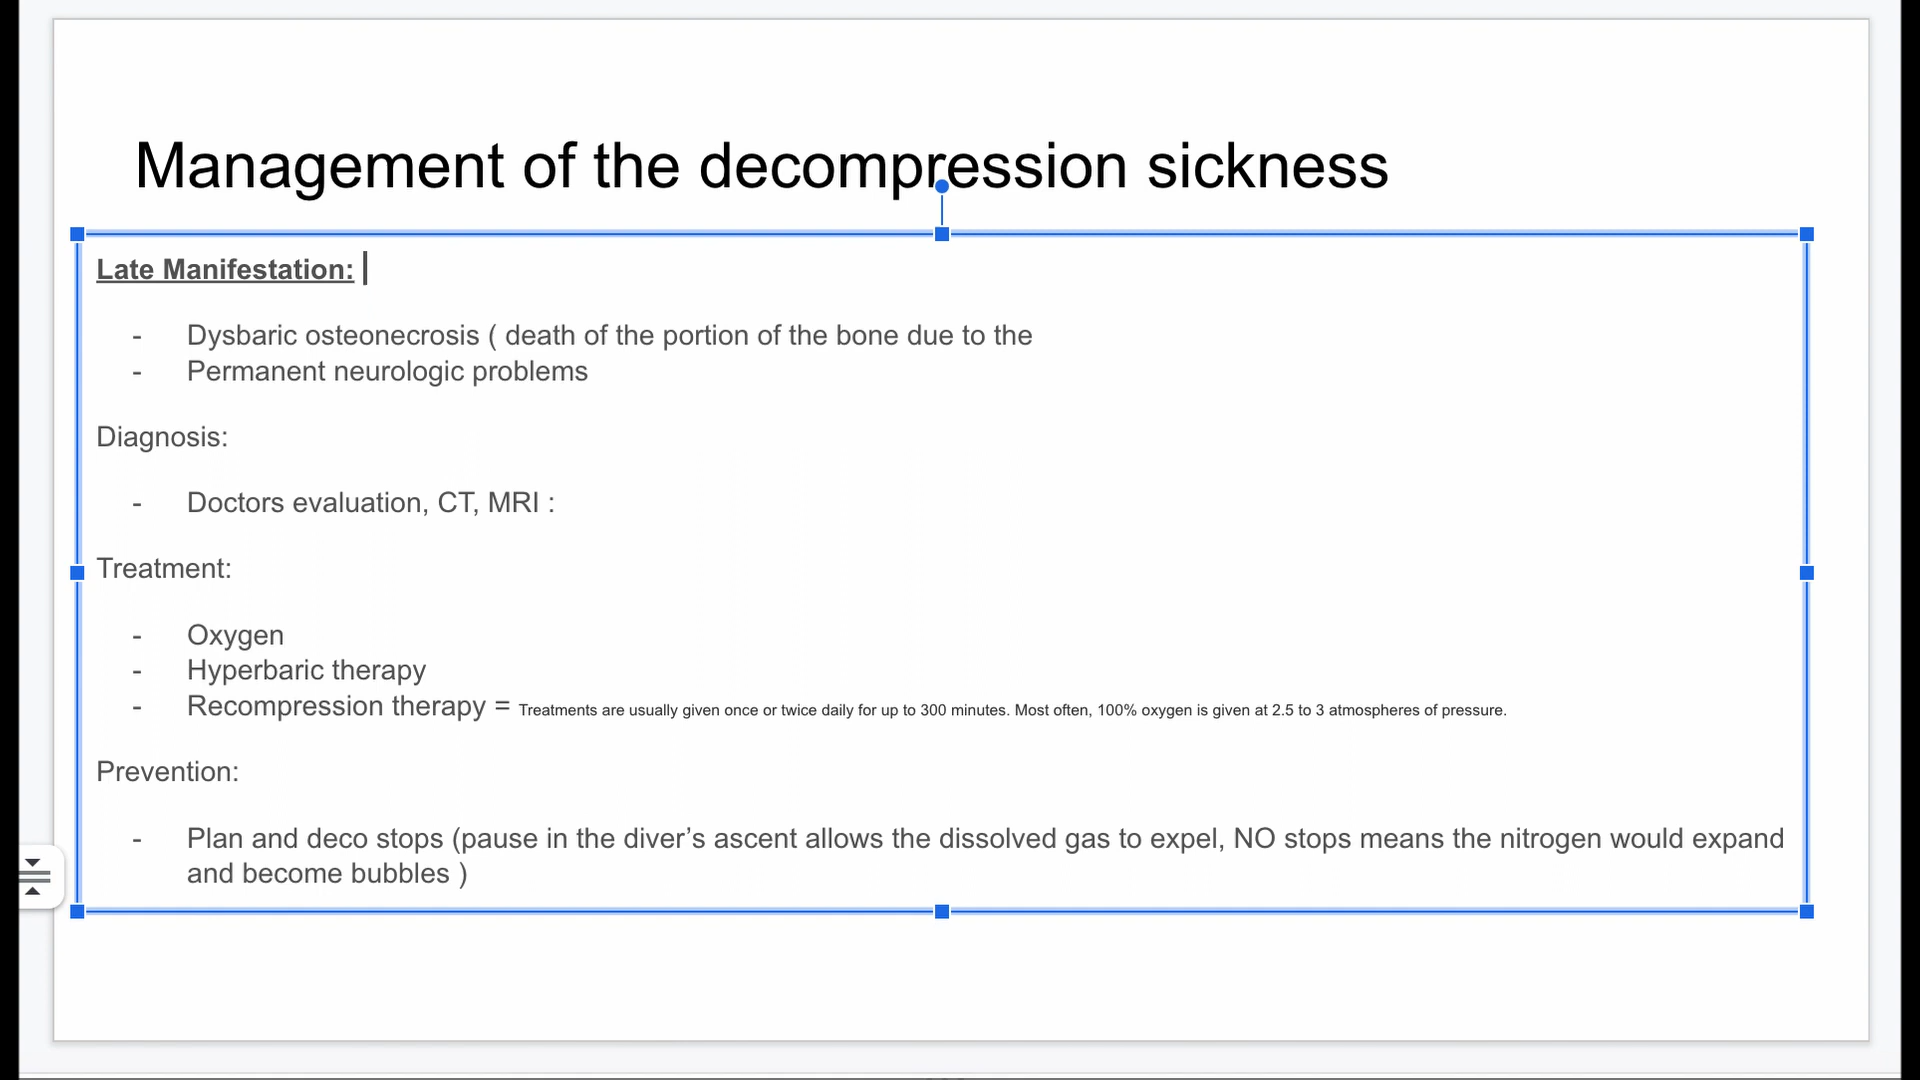 Management of the decompression sickness
Late Manifestation:
- Dysbaric osteonecrosis ( death of the portion of the bone due to the
- Permanent neurologic problems
Diagnosis:
- Doctors evaluation, CT, MRI :
Treatment:
- Oxygen
- Hyperbaric therapy
- Recompression therapy = Treatments are usually given once or twice daily for up to 300 minutes. Most often, 100% oxygen is given at 2.5 to 3 atmospheres of pressure.
Prevention:
- Plan and deco stops (pause in the diver’s ascent allows the dissolved gas to expel, NO stops means the nitrogen would expand
and become bubbles )